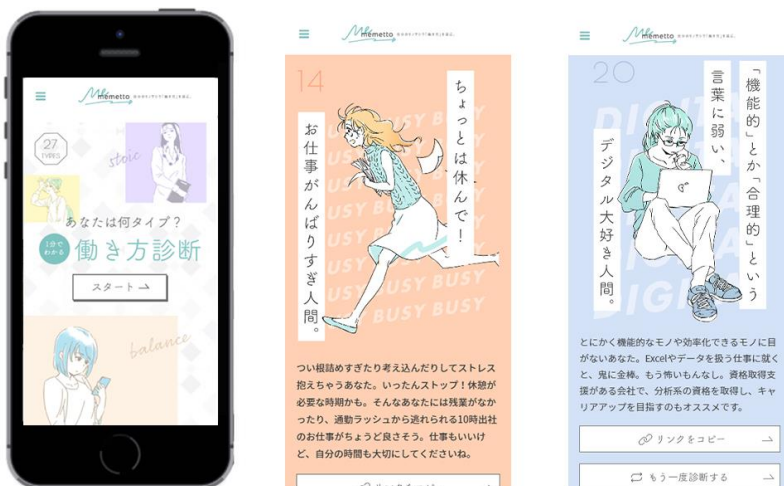 Me
memetto
27
TYPES
stoic
あなたは何タイプ？
1分で
わかる
働き方診断
スタート
balance
Me
memetto
14
ちょっとは休んで！
お仕事がんばりすぎ人間。
BUSY BUSY
つい根詰めすぎたり考え込んだりしてストレス
抱えちゃうあなた。いったんストップ！休憩が
必要な時期かも。そんなあなたには残業がなか
ったり、通勤ラッシュから逃れられる10時出社
のお仕事がちょうど良さそう。仕事もいいけ
ど、自分の時間も大切にしてくださいね。
Me
memetto
20
「機能的」とか「合理的」という
言葉に弱い、
デジタル大好き人間。
とにかく機能的なモノや効率化できるモノに目
がないあなた。Excelやデータを扱う仕事に就く
と、鬼に金棒。もう怖いもんなし。資格取得支
援がある会社で、分析系の資格を取得し、キャ
リアアップを目指すのもオススメです。
リンクをコピー
もう一度診断する